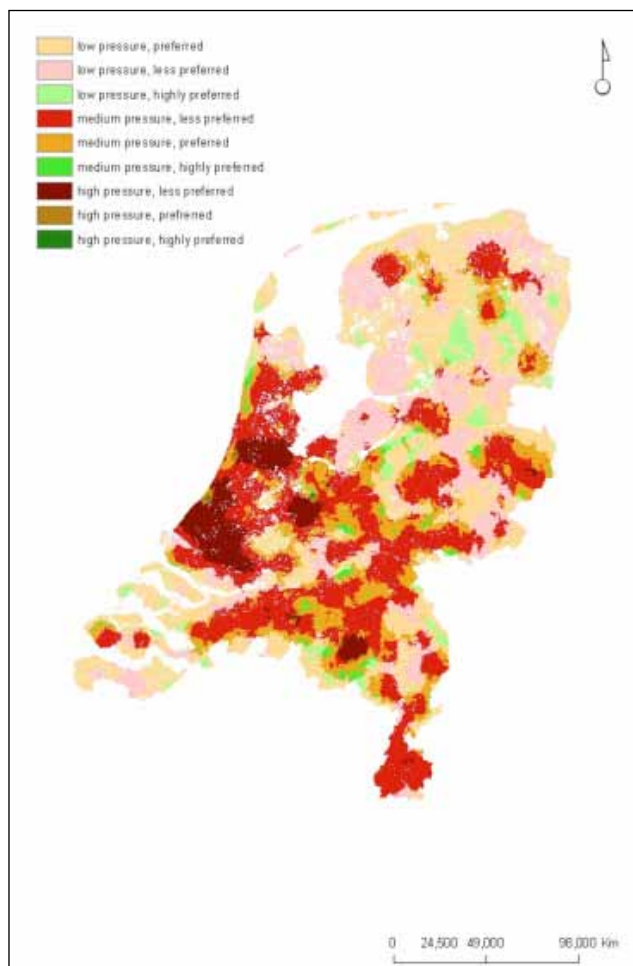 low pressure, preferred
low pressure, less preferred
low pressure, highly preferred
medium pressure, less preferred
medium pressure, preferred
medium pressure, highly preferred
high pressure, less preferred
high pressure, prefrerred
high pressure, highly preferred
0 24,500 49,000 98,000 Km